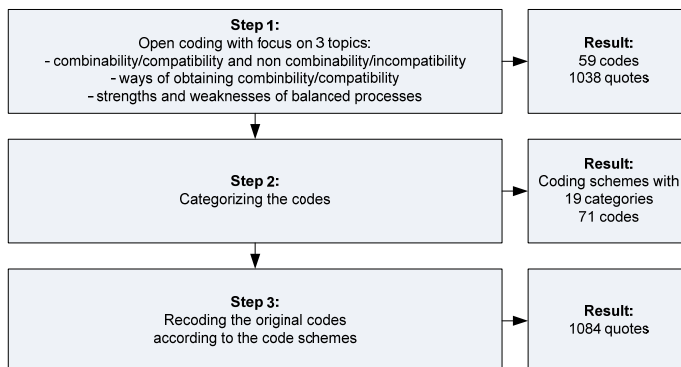 Step 1:
Open coding with focus on 3 topics:
- combinability/compatibility and non combinability/incompatibility
- ways of obtaining combinbility/compatibility
- strengths and weaknesses of balanced processes
Result:
59 codes
1038 quotes
Step 2:
Categorizing the codes
Result:
Coding schemes with
19 categories
71 codes
Step 3:
Recoding the original codes
according to the code schemes
Result:
1084 quotes